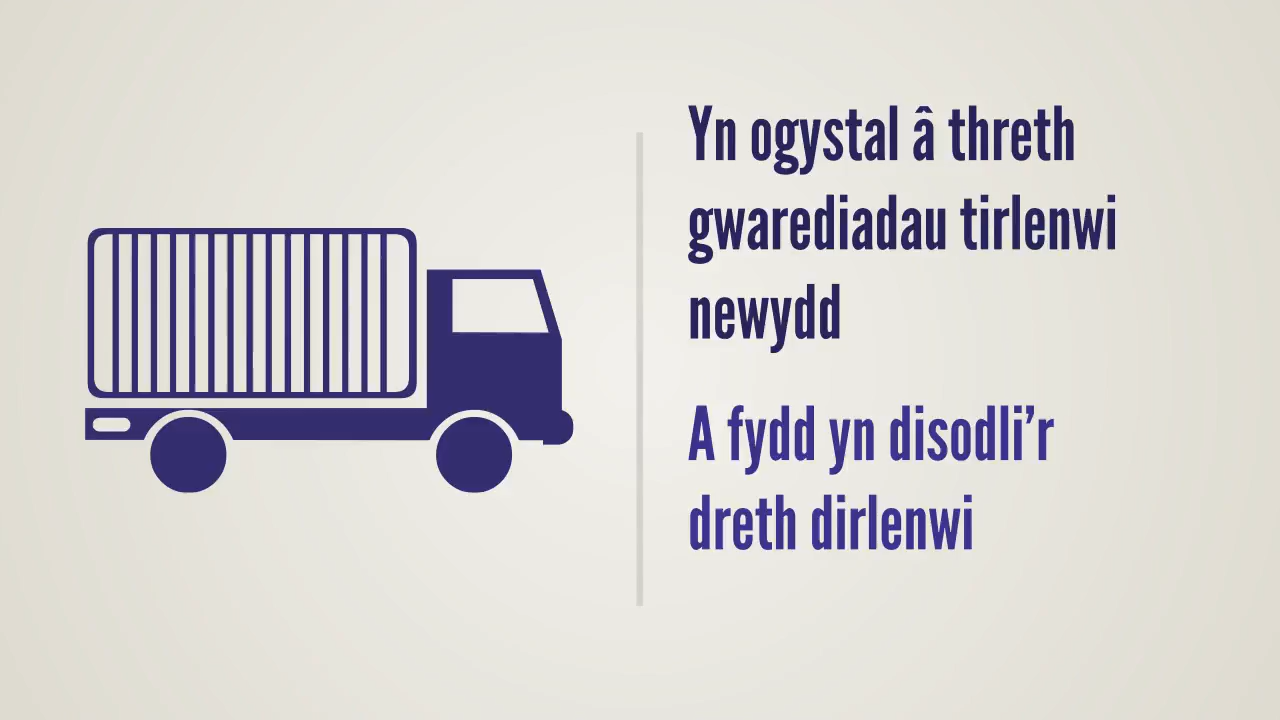 Yn ogystal â threth
gwarediadau tirlenwi
newydd
A fydd yn disodli’r
dreth dirlenwi